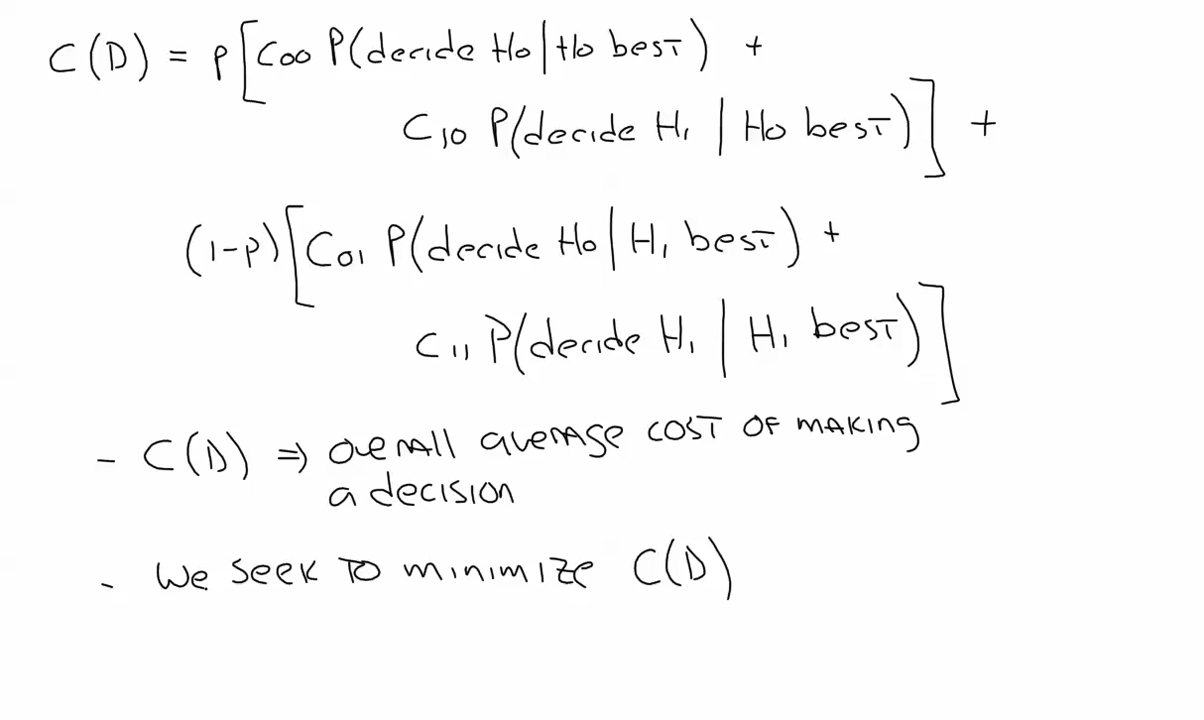 C(D) = p[C00 P(decide H0|H0 best) +
C10 P(decide H1 | H0 best)] +
(1-p)[C01 P(decide H0|H1 best) +
C11 P(decide H1 | H1 best)]
- C(D) ⇒ overall average cost of making
a decision
- We seek to minimize C(D)